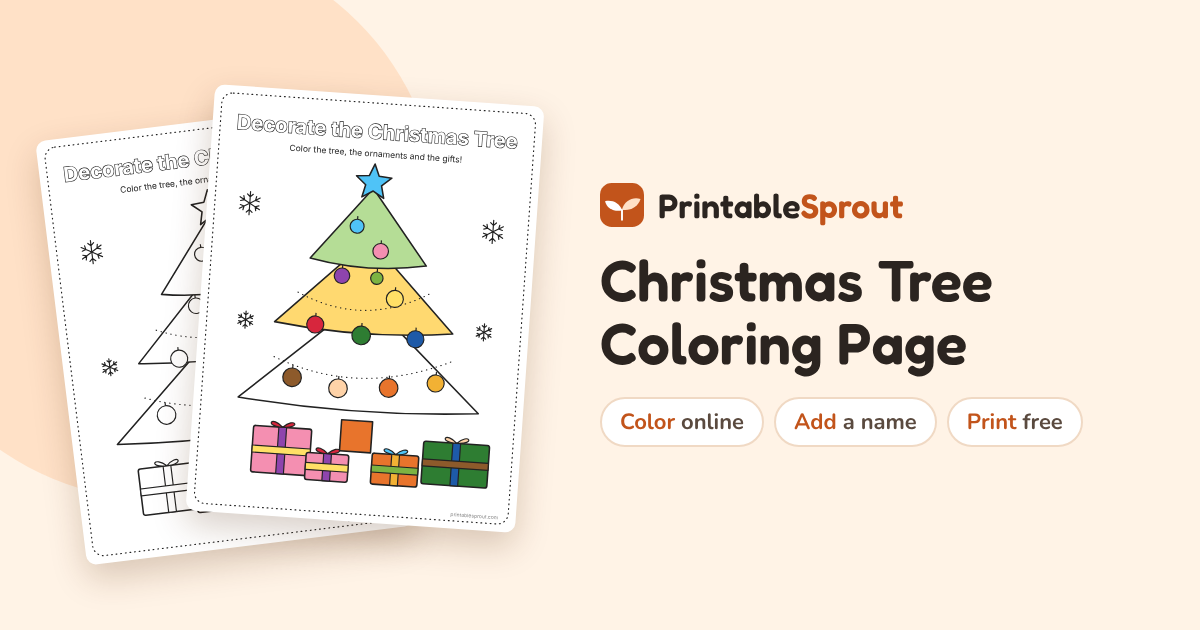 Decorate the C
Color the tree, the orn
Decorate the Christmas Tree
Color the tree, the ornaments and the gifts!
printablesprout.com
PrintableSprout
Christmas Tree
Coloring Page
Color online
Add a name
Print free